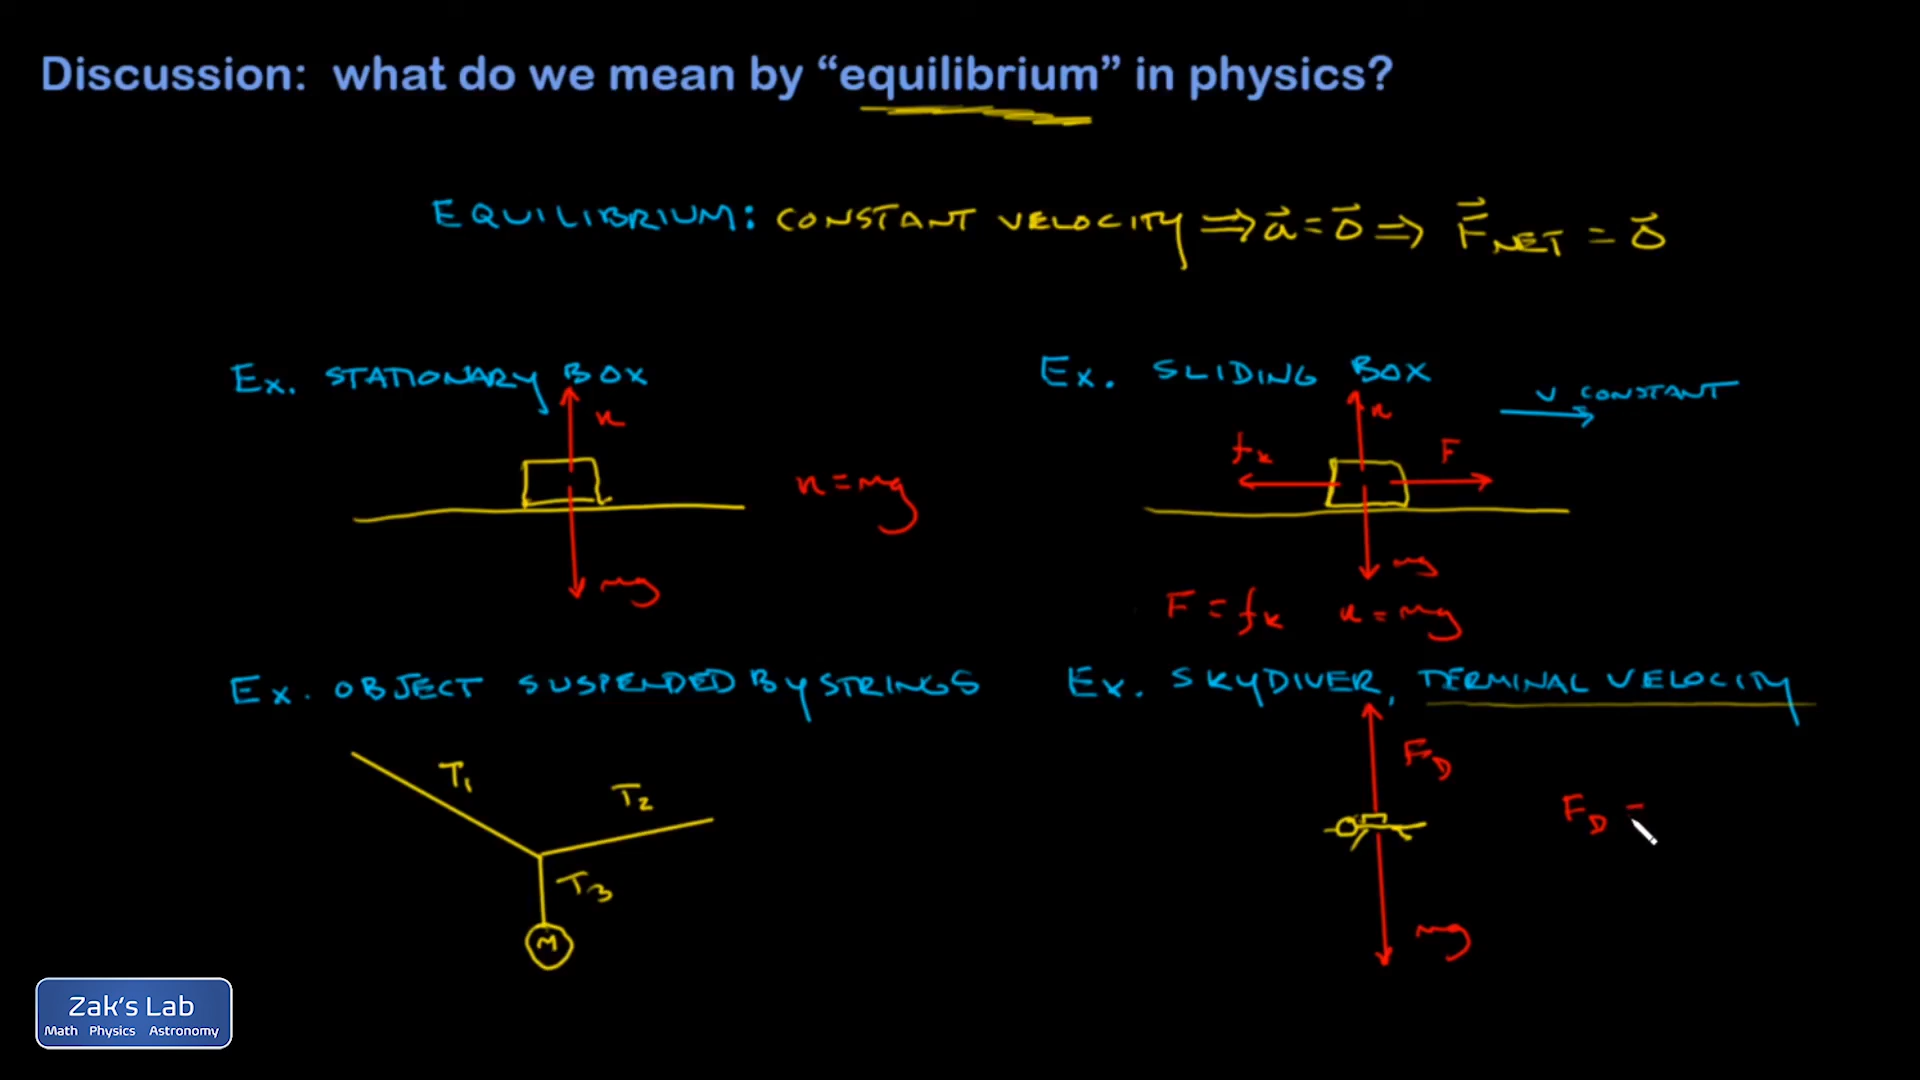 Discussion: what do we mean by “equilibrium” in physics?
EQUILIBRIUM: CONSTANT VELOCITY ⇒ a⃗ = 0⃗ ⇒ F⃗NET = 0⃗
Ex. STATIONARY BOX
n
n = mg
mg
Ex. SLIDING BOX
v CONSTANT
n
fk
F
mg
F = fk n = mg
Ex. OBJECT SUSPENDED BY STRINGS
T1
T2
T3
M
Ex. SKYDIVER, TERMINAL VELOCITY
FD
FD =
mg
Zak’s Lab
Math Physics Astronomy